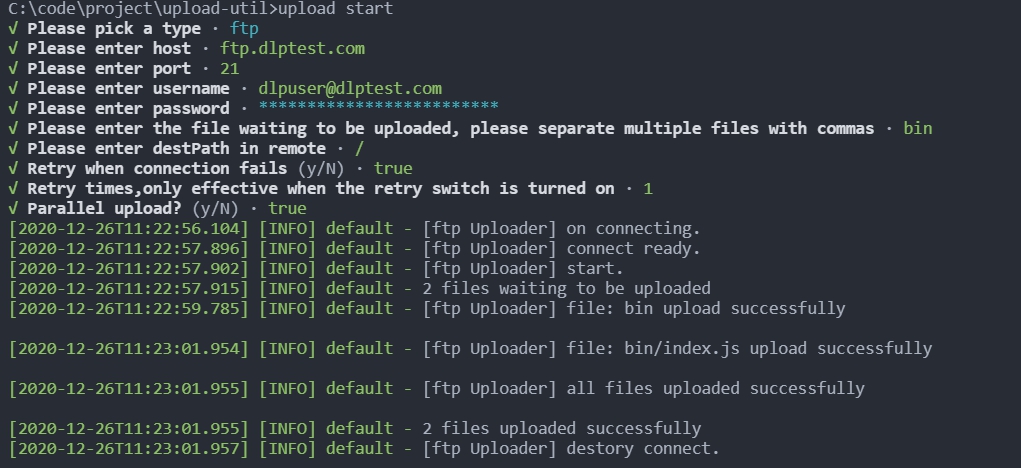 C:\code\project\upload-util>upload start
√ Please pick a type · ftp
√ Please enter host · ftp.dlptest.com
√ Please enter port · 21
√ Please enter username · dlpuser@dlptest.com
√ Please enter password · *************************
√ Please enter the file waiting to be uploaded, please separate multiple files with commas · bin
√ Please enter destPath in remote · /
√ Retry when connection fails (y/N) · true
√ Retry times,only effective when the retry switch is turned on · 1
√ Parallel upload? (y/N) · true
[2020-12-26T11:22:56.104] [INFO] default - [ftp Uploader] on connecting.
[2020-12-26T11:22:57.896] [INFO] default - [ftp Uploader] connect ready.
[2020-12-26T11:22:57.902] [INFO] default - [ftp Uploader] start.
[2020-12-26T11:22:57.915] [INFO] default - 2 files waiting to be uploaded
[2020-12-26T11:22:59.785] [INFO] default - [ftp Uploader] file: bin upload successfully
[2020-12-26T11:23:01.954] [INFO] default - [ftp Uploader] file: bin/index.js upload successfully
[2020-12-26T11:23:01.955] [INFO] default - [ftp Uploader] all files uploaded successfully
[2020-12-26T11:23:01.955] [INFO] default - 2 files uploaded successfully
[2020-12-26T11:23:01.957] [INFO] default - [ftp Uploader] destory connect.